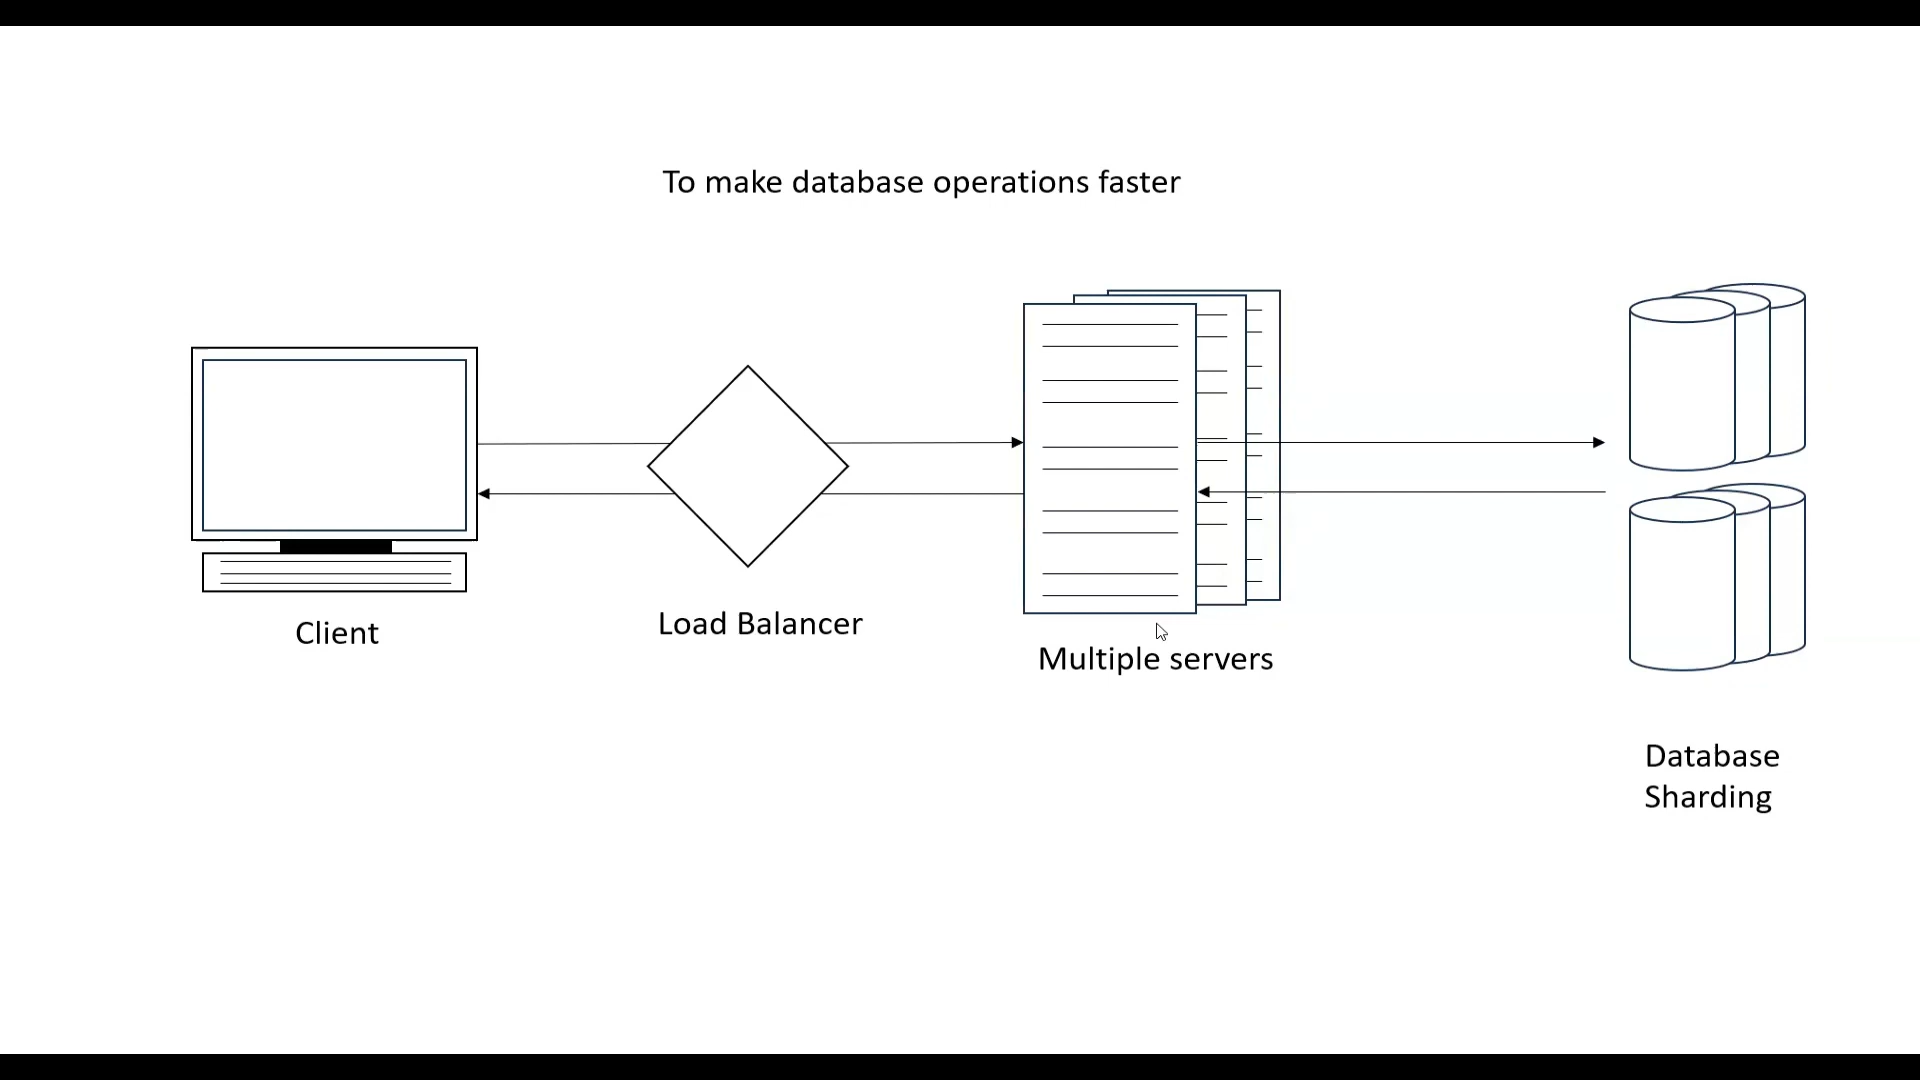 To make database operations faster
Client
Load Balancer
Multiple servers
Database
Sharding